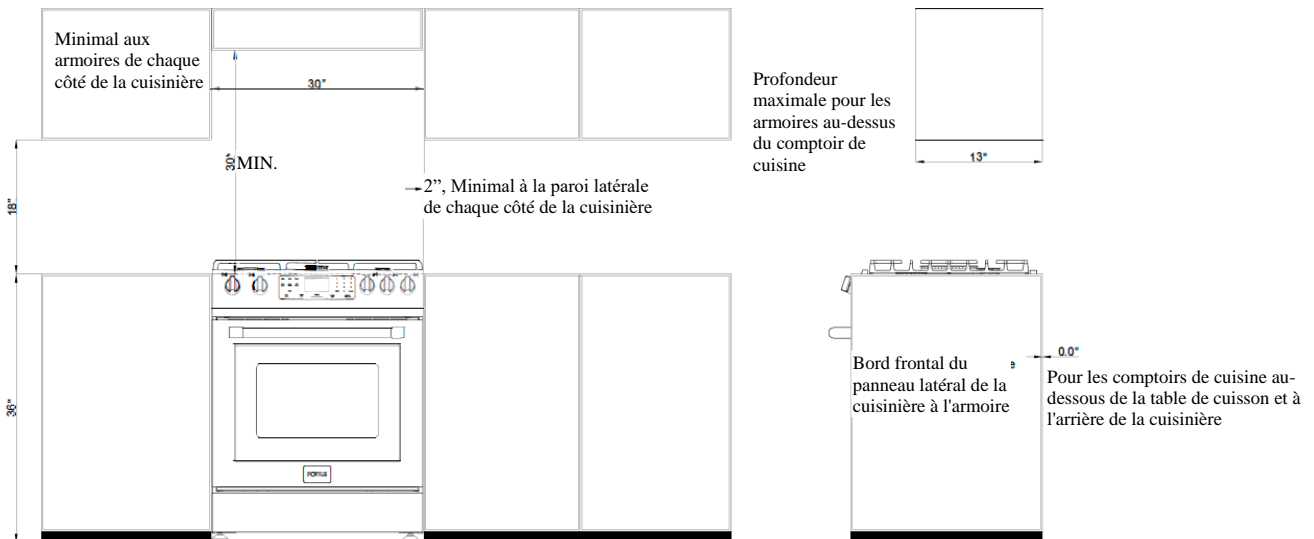 Minimal aux
armoires de chaque
côté de la cuisinière
30"
30"
MIN.
2”, Minimal à la paroi latérale
de chaque côté de la cuisinière
18"
36"
Profondeur
maximale pour les
armoires au-dessus
du comptoir de
cuisine
13"
0.0"
Bord frontal du
panneau latéral de la
cuisinière à l'armoire
Pour les comptoirs de cuisine au-
dessous de la table de cuisson et à
l'arrière de la cuisinière